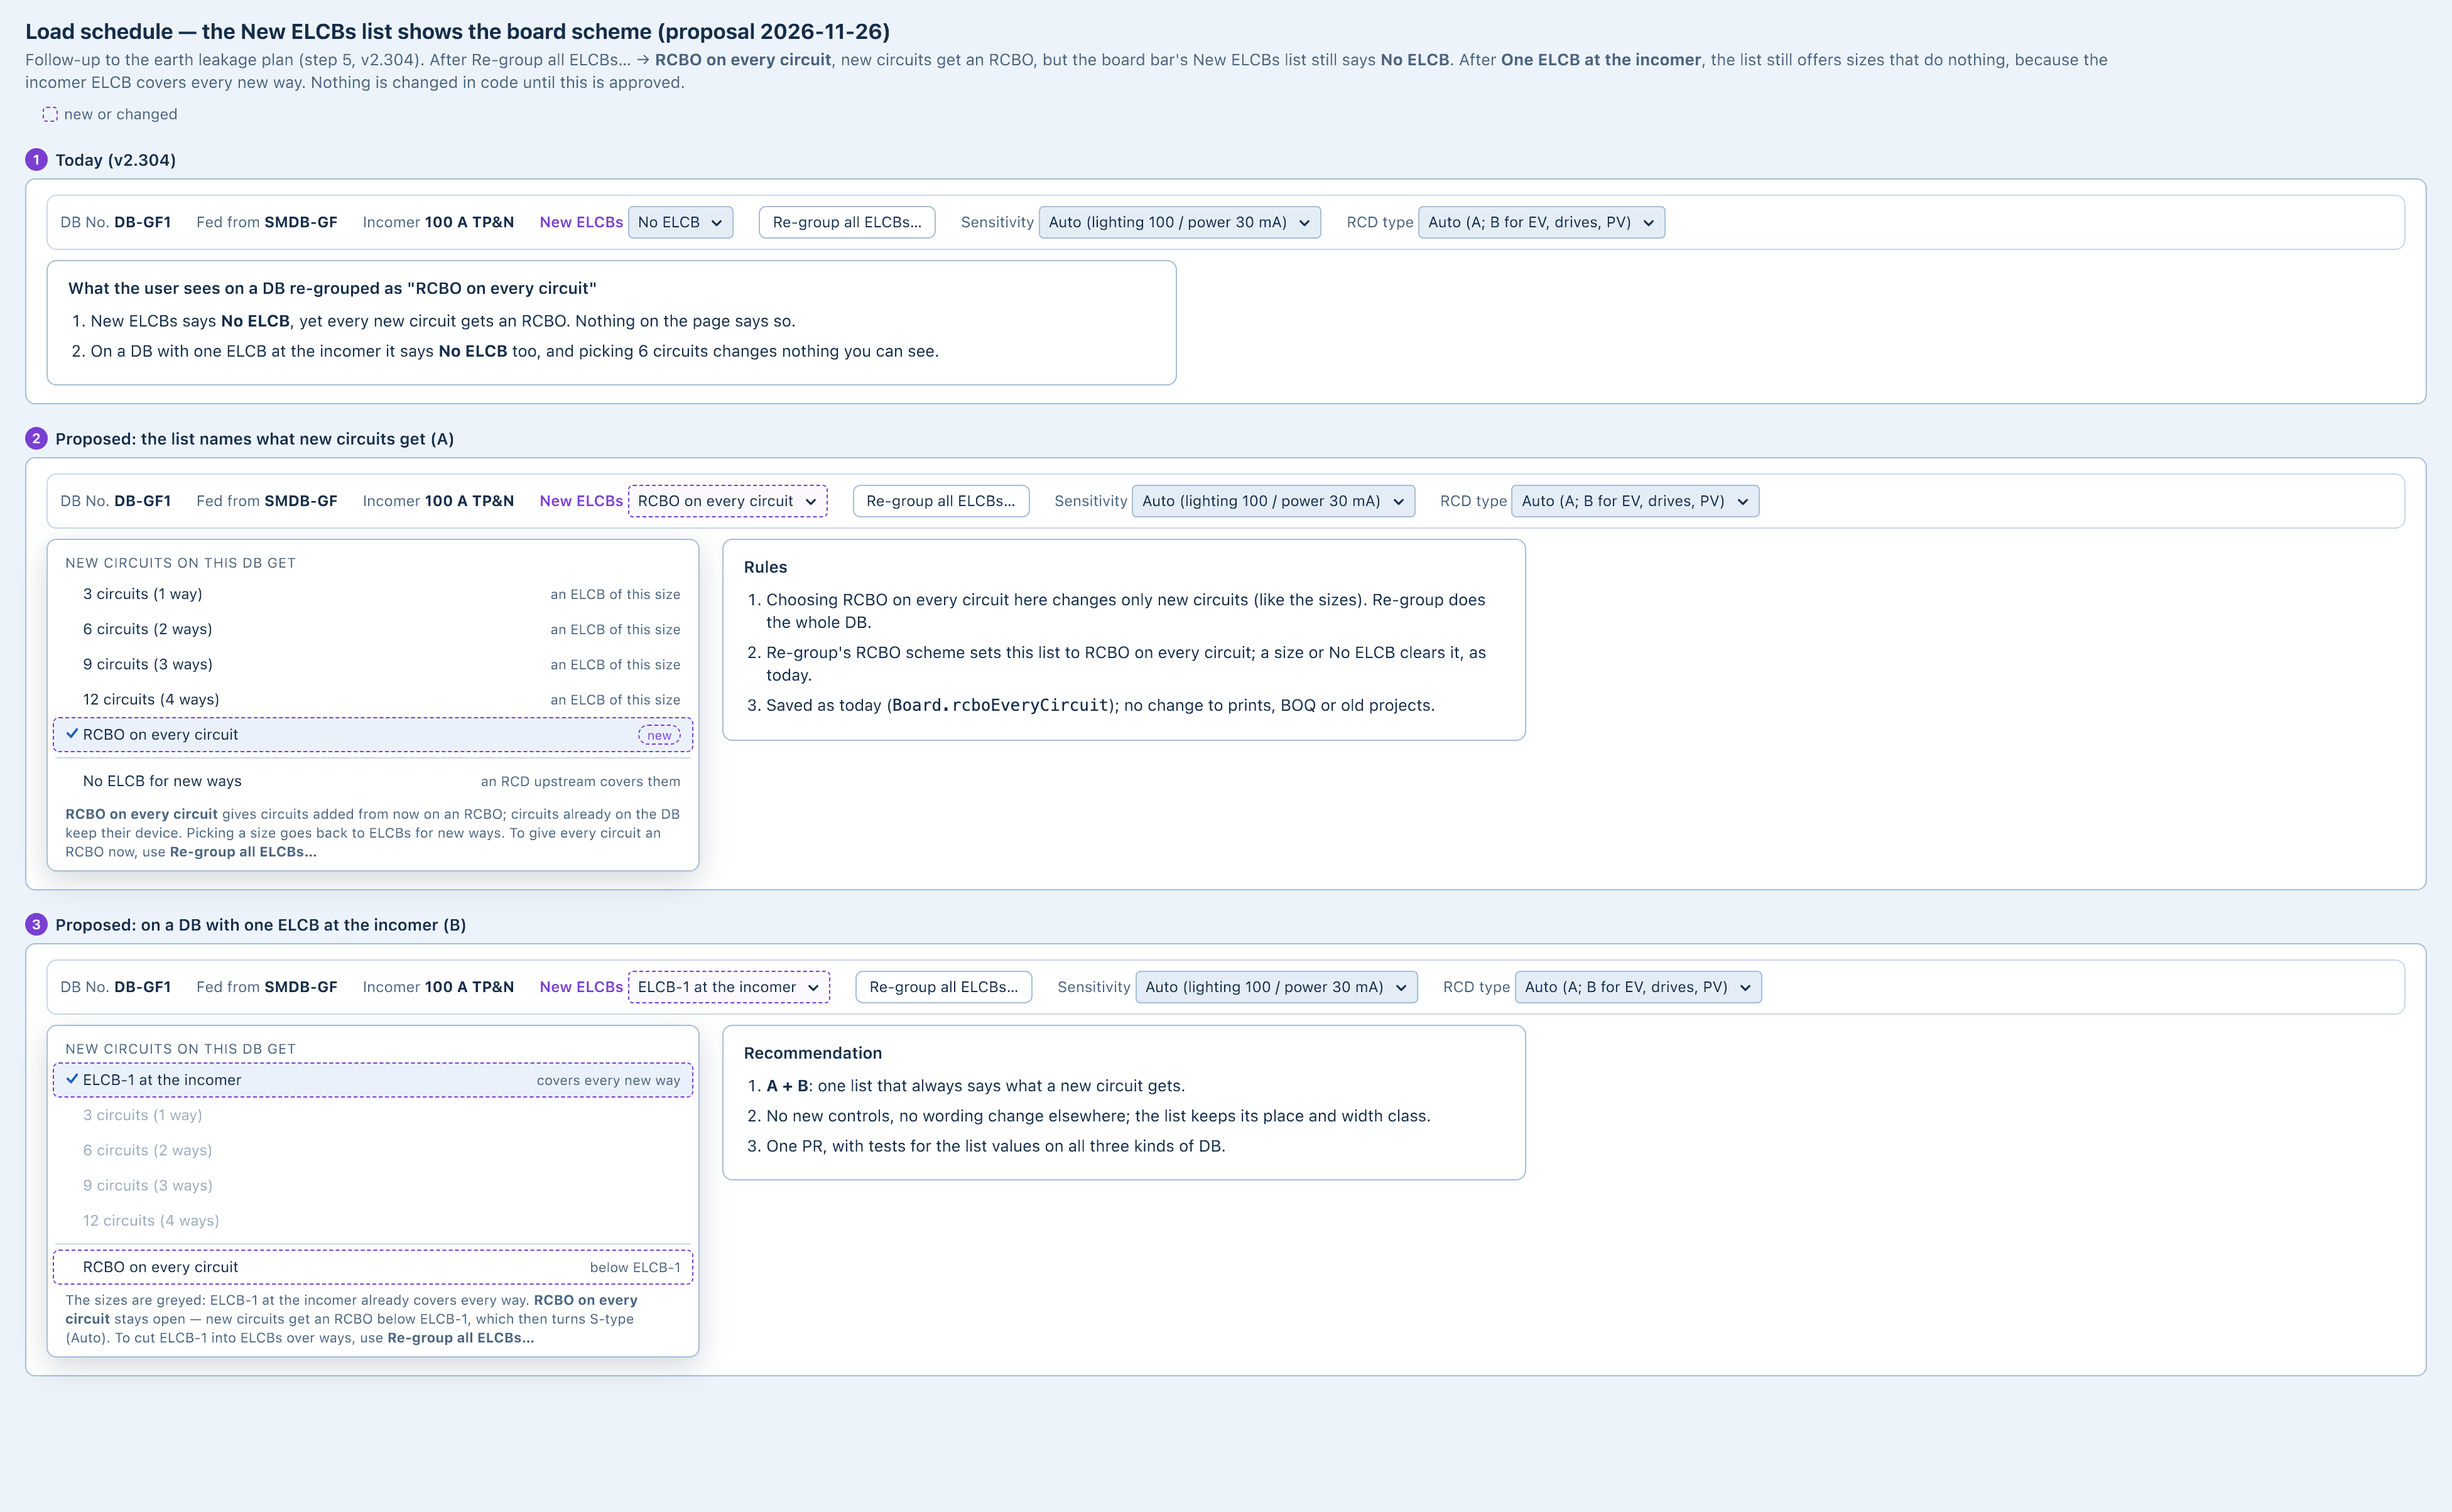 Load schedule — the New ELCBs list shows the board scheme (proposal 2026-11-26)
Follow-up to the earth leakage plan (step 5, v2.304). After Re-group all ELCBs... → RCBO on every circuit, new circuits get an RCBO, but the board bar's New ELCBs list still says No ELCB. After One ELCB at the incomer, the list still offers sizes that do nothing, because the
incomer ELCB covers every new way. Nothing is changed in code until this is approved.
new or changed
1 Today (v2.304)
DB No. DB-GF1 Fed from SMDB-GF Incomer 100 A TP&N New ELCBs No ELCB Re-group all ELCBs... Sensitivity Auto (lighting 100 / power 30 mA) RCD type Auto (A; B for EV, drives, PV)
What the user sees on a DB re-grouped as "RCBO on every circuit"
1. New ELCBs says No ELCB, yet every new circuit gets an RCBO. Nothing on the page says so.
2. On a DB with one ELCB at the incomer it says No ELCB too, and picking 6 circuits changes nothing you can see.
2 Proposed: the list names what new circuits get (A)
DB No. DB-GF1 Fed from SMDB-GF Incomer 100 A TP&N New ELCBs RCBO on every circuit Re-group all ELCBs... Sensitivity Auto (lighting 100 / power 30 mA) RCD type Auto (A; B for EV, drives, PV)
NEW CIRCUITS ON THIS DB GET
3 circuits (1 way) an ELCB of this size
6 circuits (2 ways) an ELCB of this size
9 circuits (3 ways) an ELCB of this size
12 circuits (4 ways) an ELCB of this size
RCBO on every circuit new
No ELCB for new ways an RCD upstream covers them
RCBO on every circuit gives circuits added from now on an RCBO; circuits already on the DB
keep their device. Picking a size goes back to ELCBs for new ways. To give every circuit an
RCBO now, use Re-group all ELCBs...
Rules
1. Choosing RCBO on every circuit here changes only new circuits (like the sizes). Re-group does
the whole DB.
2. Re-group's RCBO scheme sets this list to RCBO on every circuit; a size or No ELCB clears it, as
today.
3. Saved as today (Board.rcboEveryCircuit); no change to prints, BOQ or old projects.
3 Proposed: on a DB with one ELCB at the incomer (B)
DB No. DB-GF1 Fed from SMDB-GF Incomer 100 A TP&N New ELCBs ELCB-1 at the incomer Re-group all ELCBs... Sensitivity Auto (lighting 100 / power 30 mA) RCD type Auto (A; B for EV, drives, PV)
NEW CIRCUITS ON THIS DB GET
ELCB-1 at the incomer covers every new way
3 circuits (1 way)
6 circuits (2 ways)
9 circuits (3 ways)
12 circuits (4 ways)
RCBO on every circuit below ELCB-1
The sizes are greyed: ELCB-1 at the incomer already covers every way. RCBO on every
circuit stays open — new circuits get an RCBO below ELCB-1, which then turns S-type
(Auto). To cut ELCB-1 into ELCBs over ways, use Re-group all ELCBs...
Recommendation
1. A + B: one list that always says what a new circuit gets.
2. No new controls, no wording change elsewhere; the list keeps its place and width class.
3. One PR, with tests for the list values on all three kinds of DB.